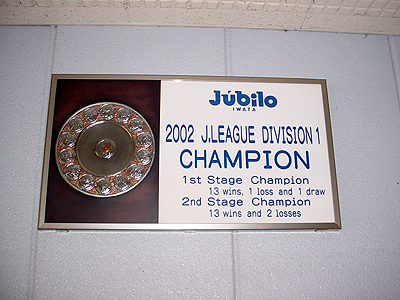 Júbilo
IWATA
2002 J.LEAGUE DIVISION 1
CHAMPION
1st Stage Champion
13 wins, 1 loss and 1 draw
2nd Stage Champion
13 wins and 2 losses